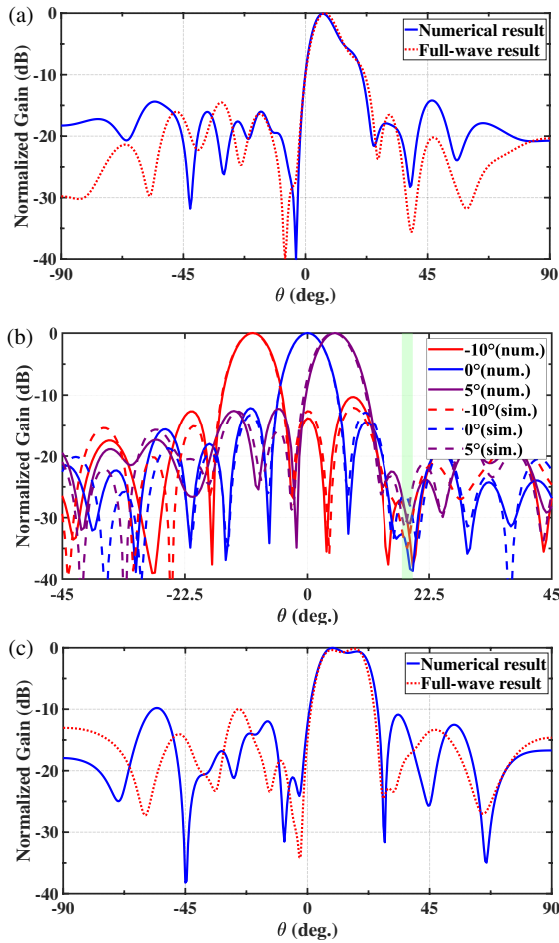 (a)
Normalized Gain (dB)
0
-10
-20
-30
-40
Numerical result
Full-wave result
-90
-45
0
45
90
θ (deg.)
(b)
Normalized Gain (dB)
0
-10
-20
-30
-40
-10°(num.)
0°(num.)
5°(num.)
-10°(sim.)
0°(sim.)
5°(sim.)
-45
-22.5
0
22.5
45
θ (deg.)
(c)
Normalized Gain (dB)
0
-10
-20
-30
-40
Numerical result
Full-wave result
-90
-45
0
45
90
θ (deg.)